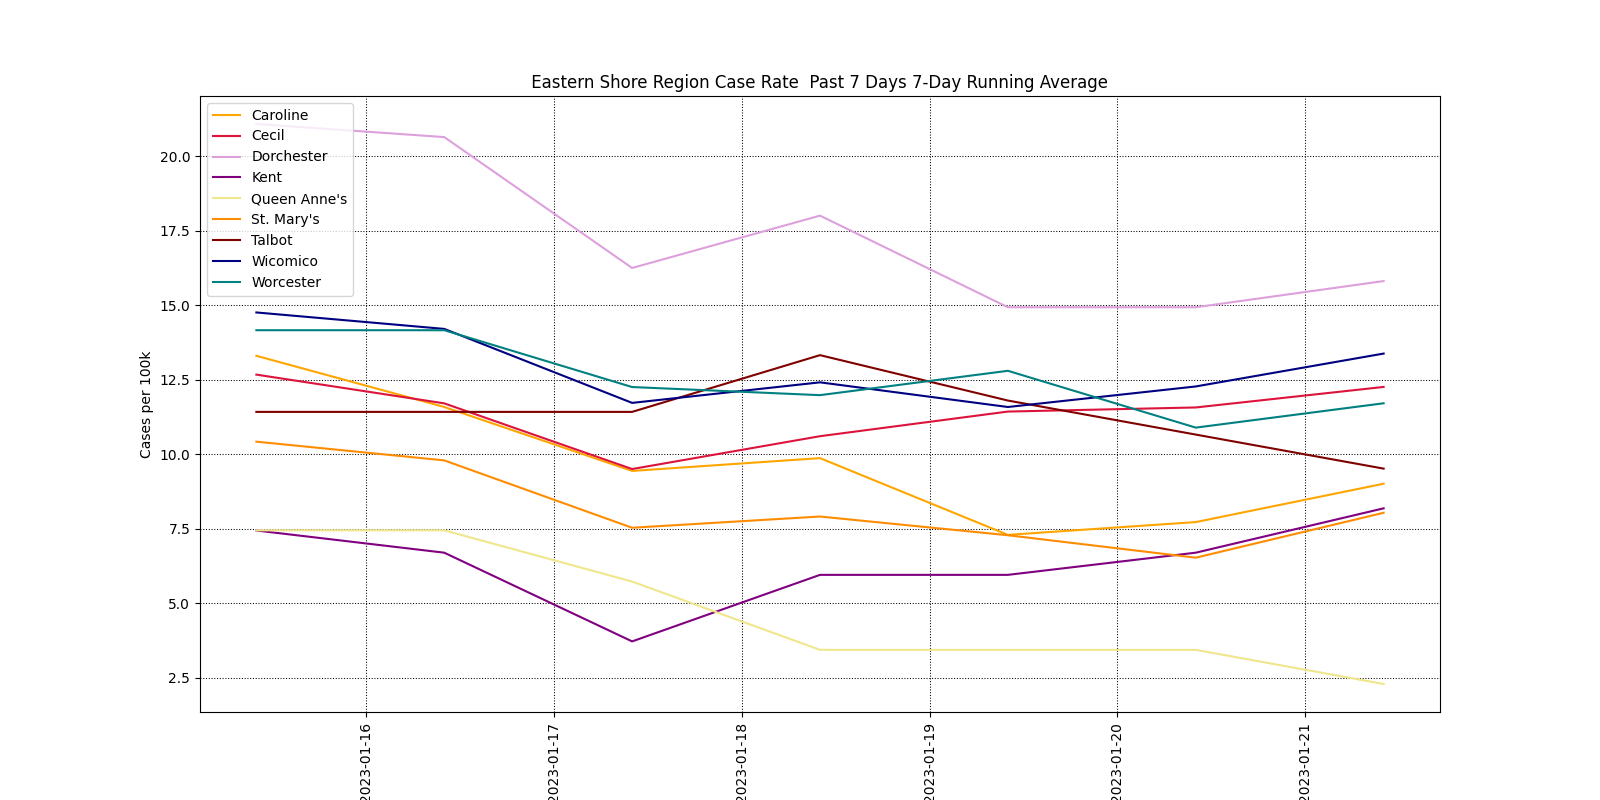 Eastern Shore Region Case Rate  Past 7 Days 7-Day Running Average
Caroline
Cecil
Dorchester
Kent
Queen Anne's
St. Mary's
Talbot
Wicomico
Worcester
Cases per 100k
20.0
17.5
15.0
12.5
10.0
7.5
5.0
2.5
2023-01-16
2023-01-17
2023-01-18
2023-01-19
2023-01-20
2023-01-21